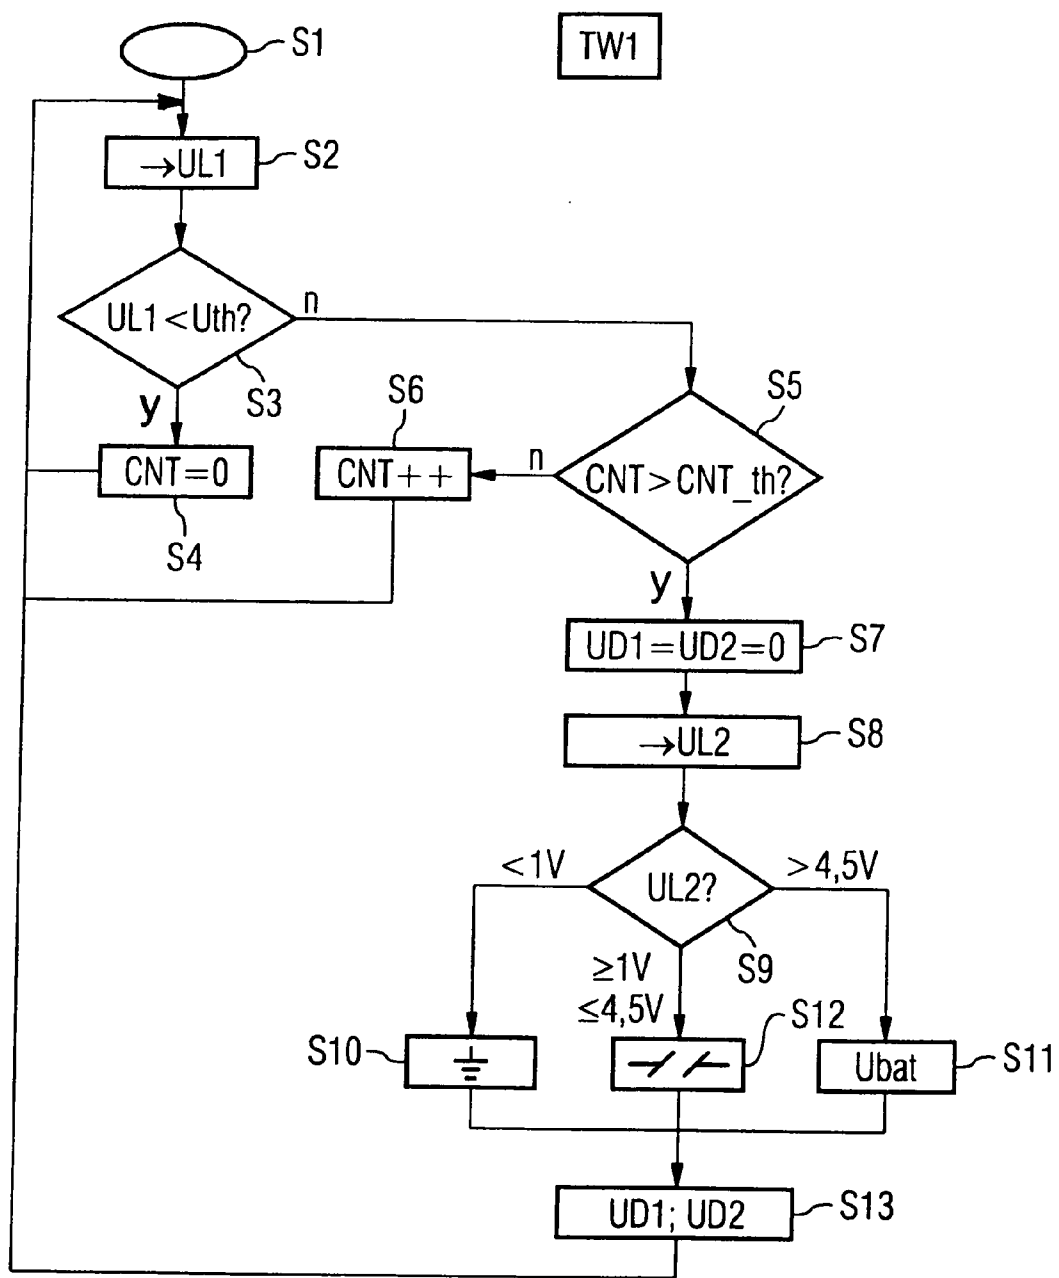 S1
TW1
→UL1
S2
UL1<Uth?
n
S3
y
CNT=0
S4
S6
CNT++
n
S5
CNT>CNT_th?
y
UD1=UD2=0
S7
→UL2
S8
<1V
UL2?
>4,5V
S9
≥1V
≤4,5V
S10
S12
Ubat
S11
UD1; UD2
S13